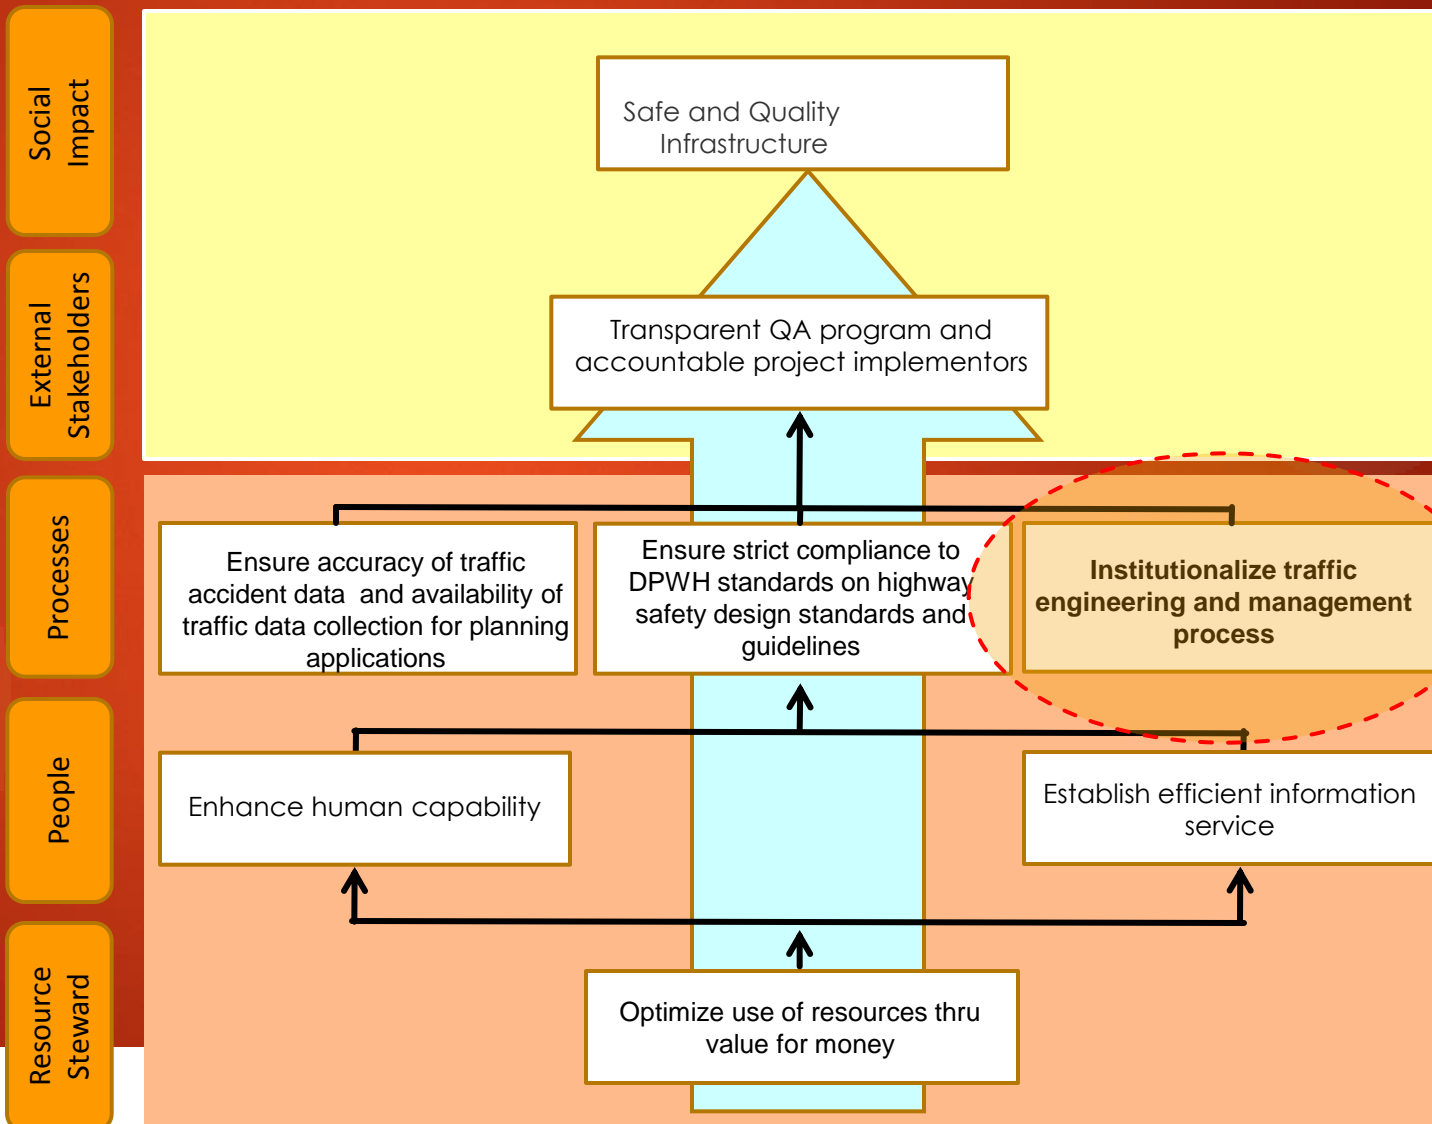 Social
Impact
Safe and Quality
Infrastructure
External
Stakeholders
Transparent QA program and
accountable project implementors
Processes
Ensure accuracy of traffic
accident data and availability of
traffic data collection for planning
applications
Ensure strict compliance to
DPWH standards on highway
safety design standards and
guidelines
Institutionalize traffic
engineering and management
process
People
Enhance human capability
Establish efficient information
service
Resource
Steward
Optimize use of resources thru
value for money